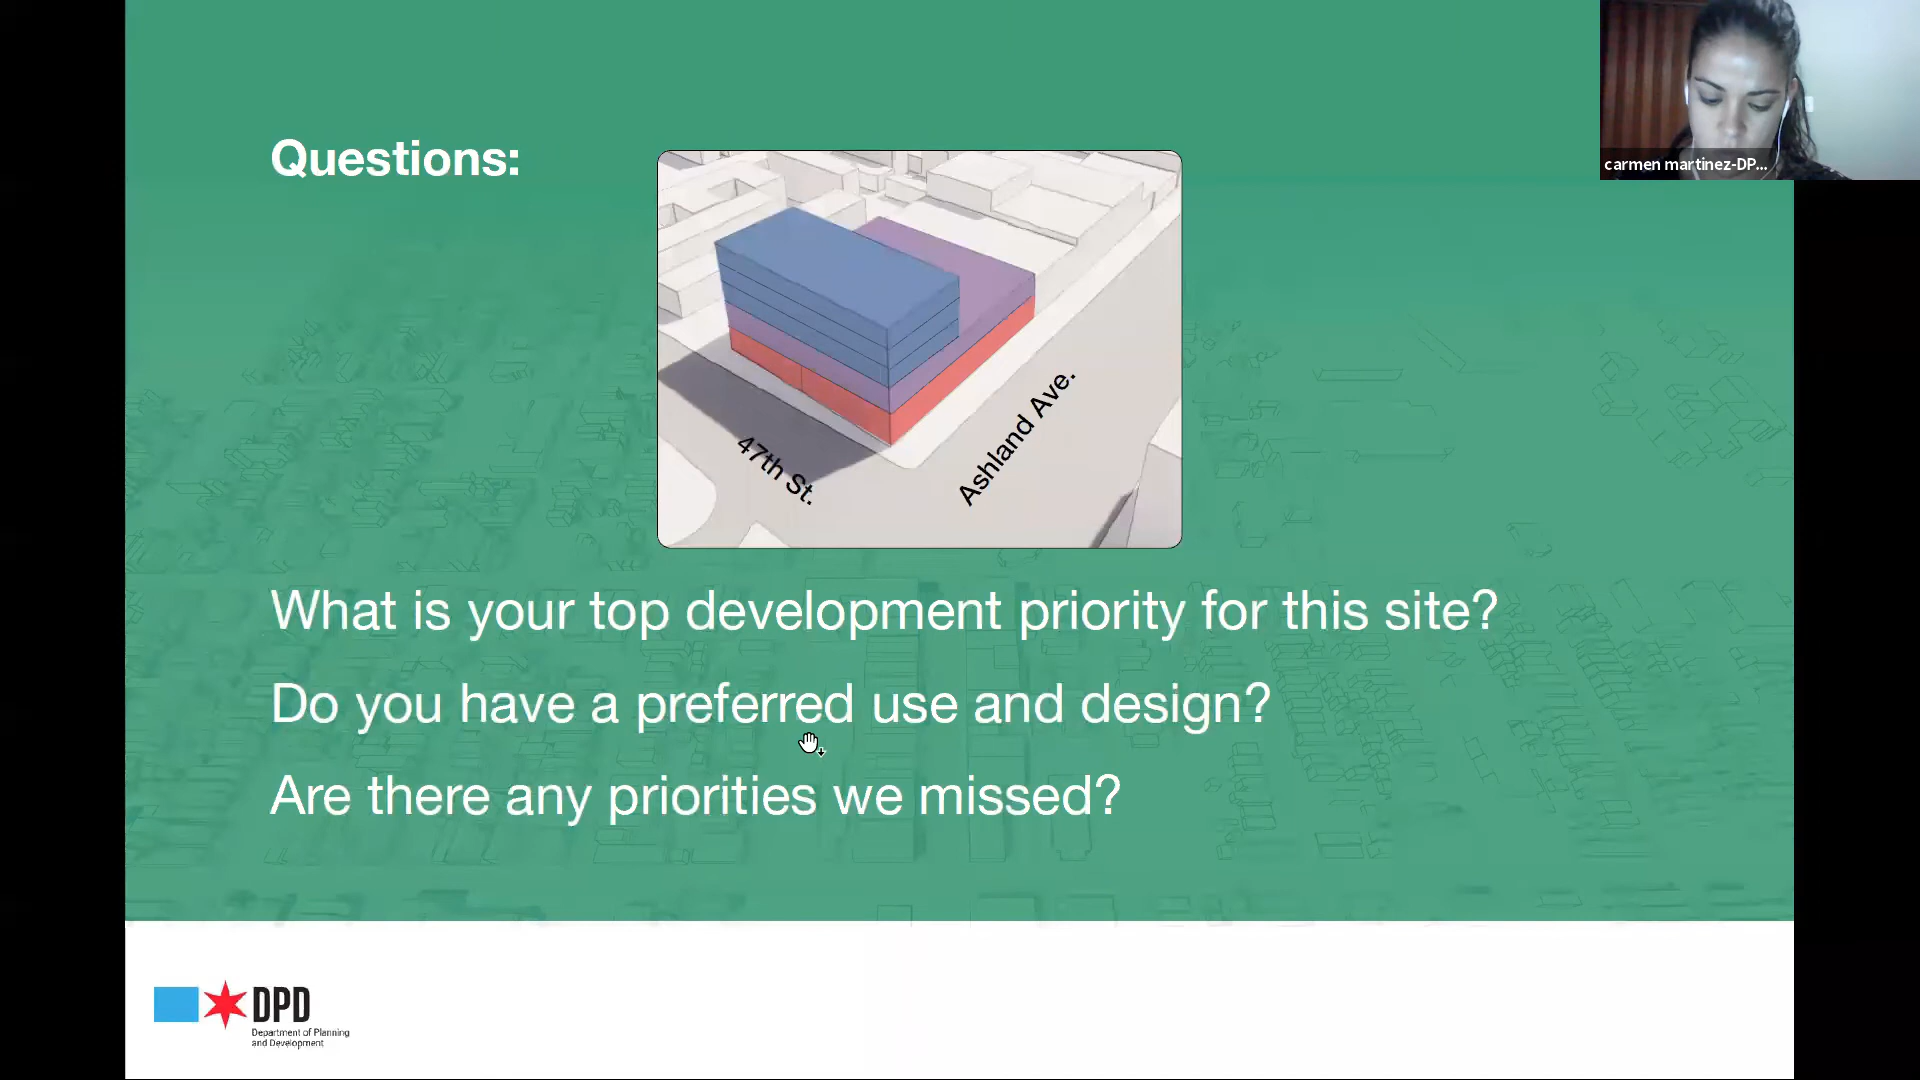 carmen martinez-DP...
Questions:
47th St.
Ashland Ave.
What is your top development priority for this site?
Do you have a preferred use and design?
Are there any priorities we missed?
DPD
Department of Planning
and Development